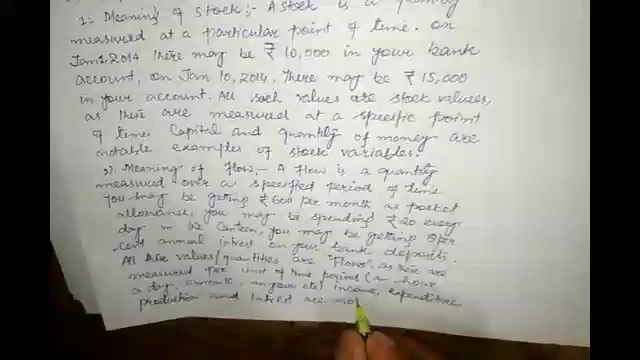 1:- Meaning of stock:- A stock is a quantity
measured at a particular point of time. On
Jan 1, 2014 There may be ₹ 10,000 in your bank
account, on Jan 10, 2014. There may be ₹ 15,000
in your account. All such values are stock values,
as these are measured at a specific point
of time. Capital and quantity of money are
notable examples of stock variables.
2) Meaning of Flow:- A flow is a quantity
measured over a specified period of time
You may be getting ₹ 600 per month as pocket
allowance, you may be spending ₹ 20 every
day in the Canteen, you may be getting per
cent annual intrest on your bank deposits.
All values/quantities are "Flows", as these are
measured per unit of time period (
a day, amonth, an year etc) income, expenditure
production and intrest are